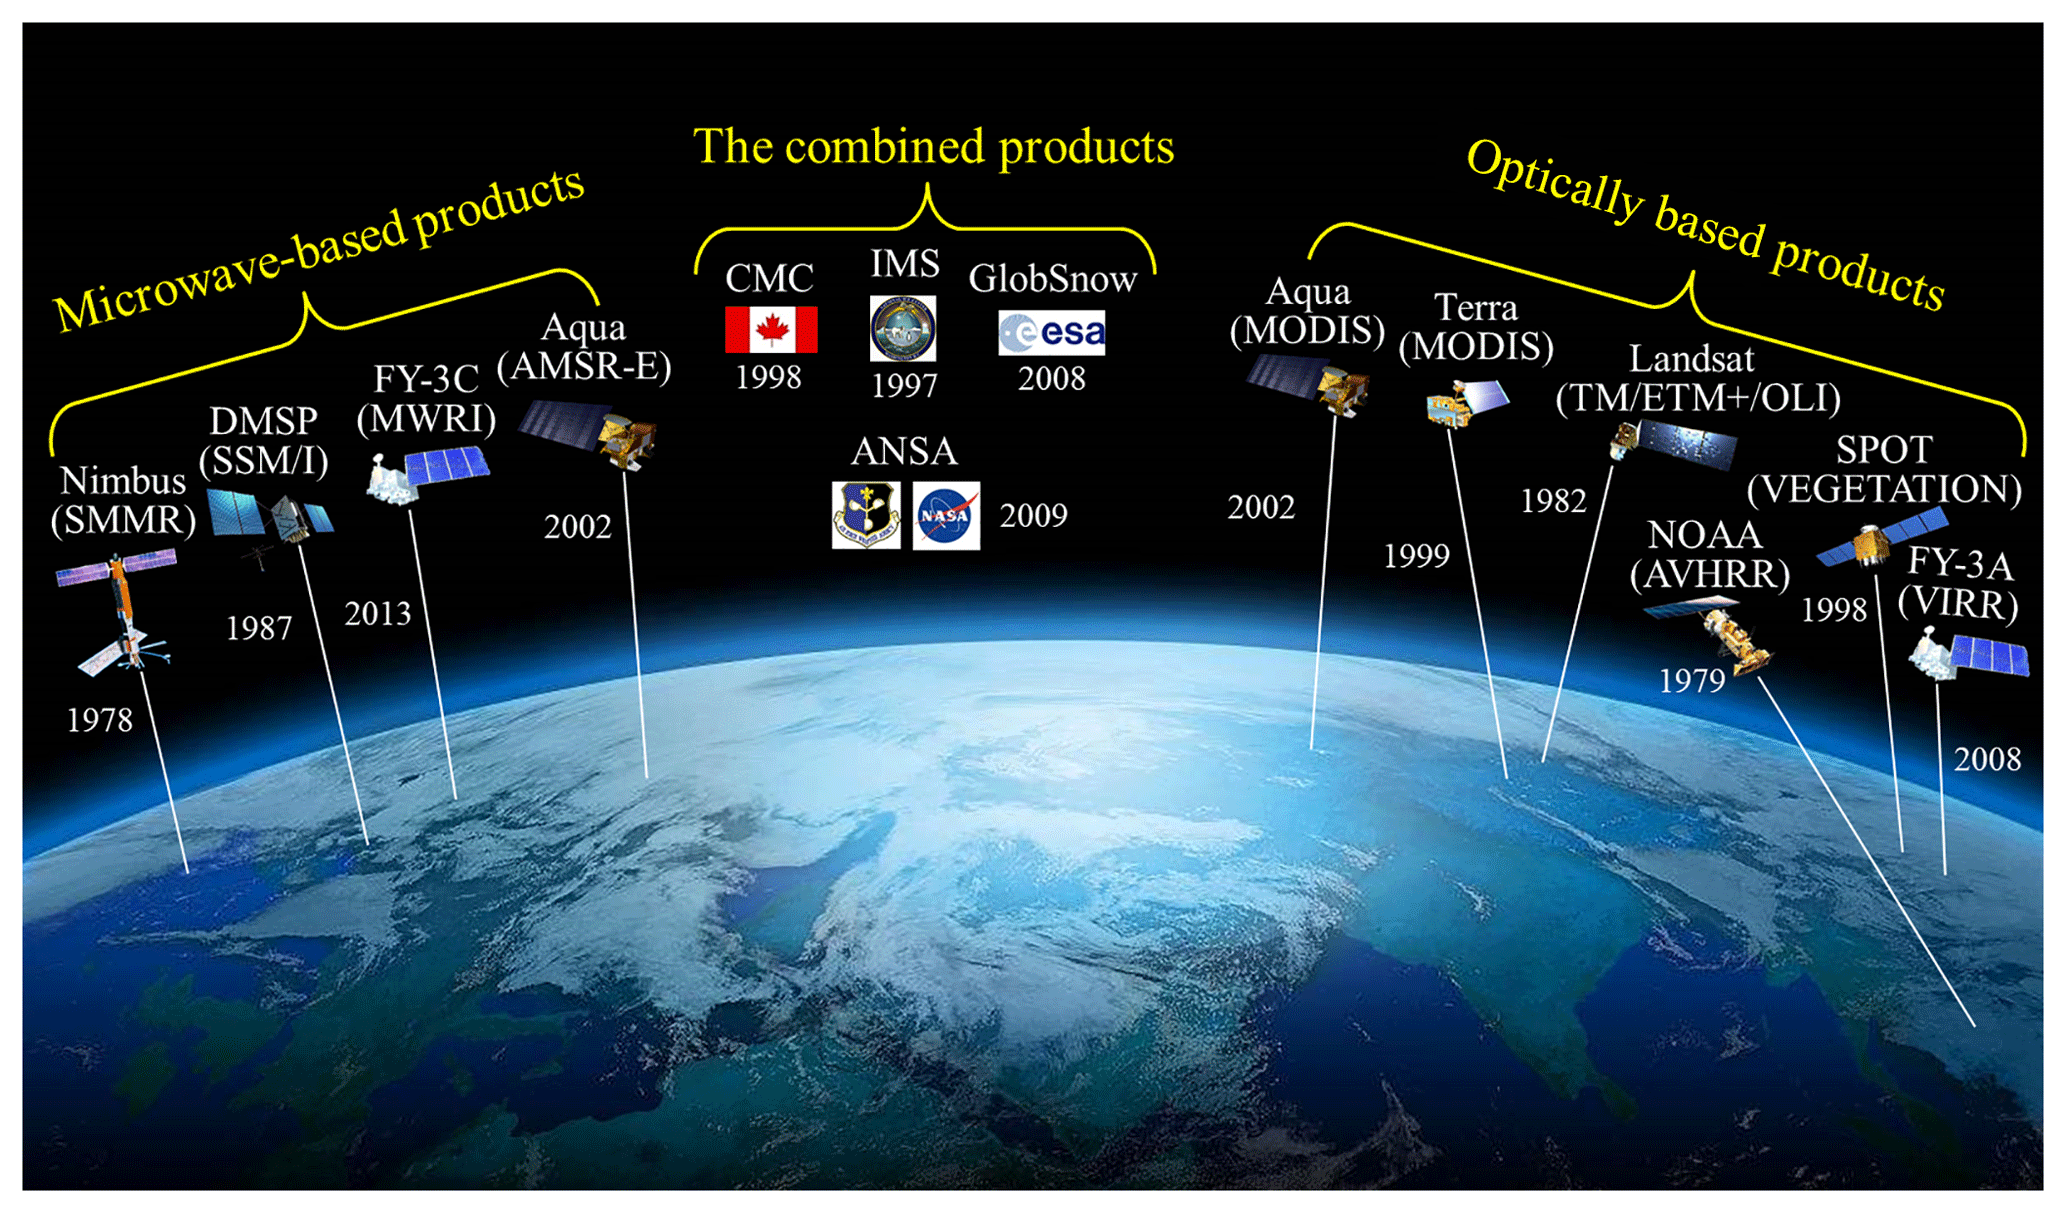 Microwave-based products
Nimbus
(SMMR)
1978
DMSP
(SSM/I)
1987
FY-3C
(MWRI)
2013
Aqua
(AMSR-E)
2002
The combined products
CMC
1998
IMS
1997
GlobSnow
esa
2008
ANSA
NASA
2009
Optically based products
Aqua
(MODIS)
2002
Terra
(MODIS)
1999
Landsat
(TM/ETM+/OLI)
1982
NOAA
(AVHRR)
1979
SPOT
(VEGETATION)
1998
FY-3A
(VIRR)
2008